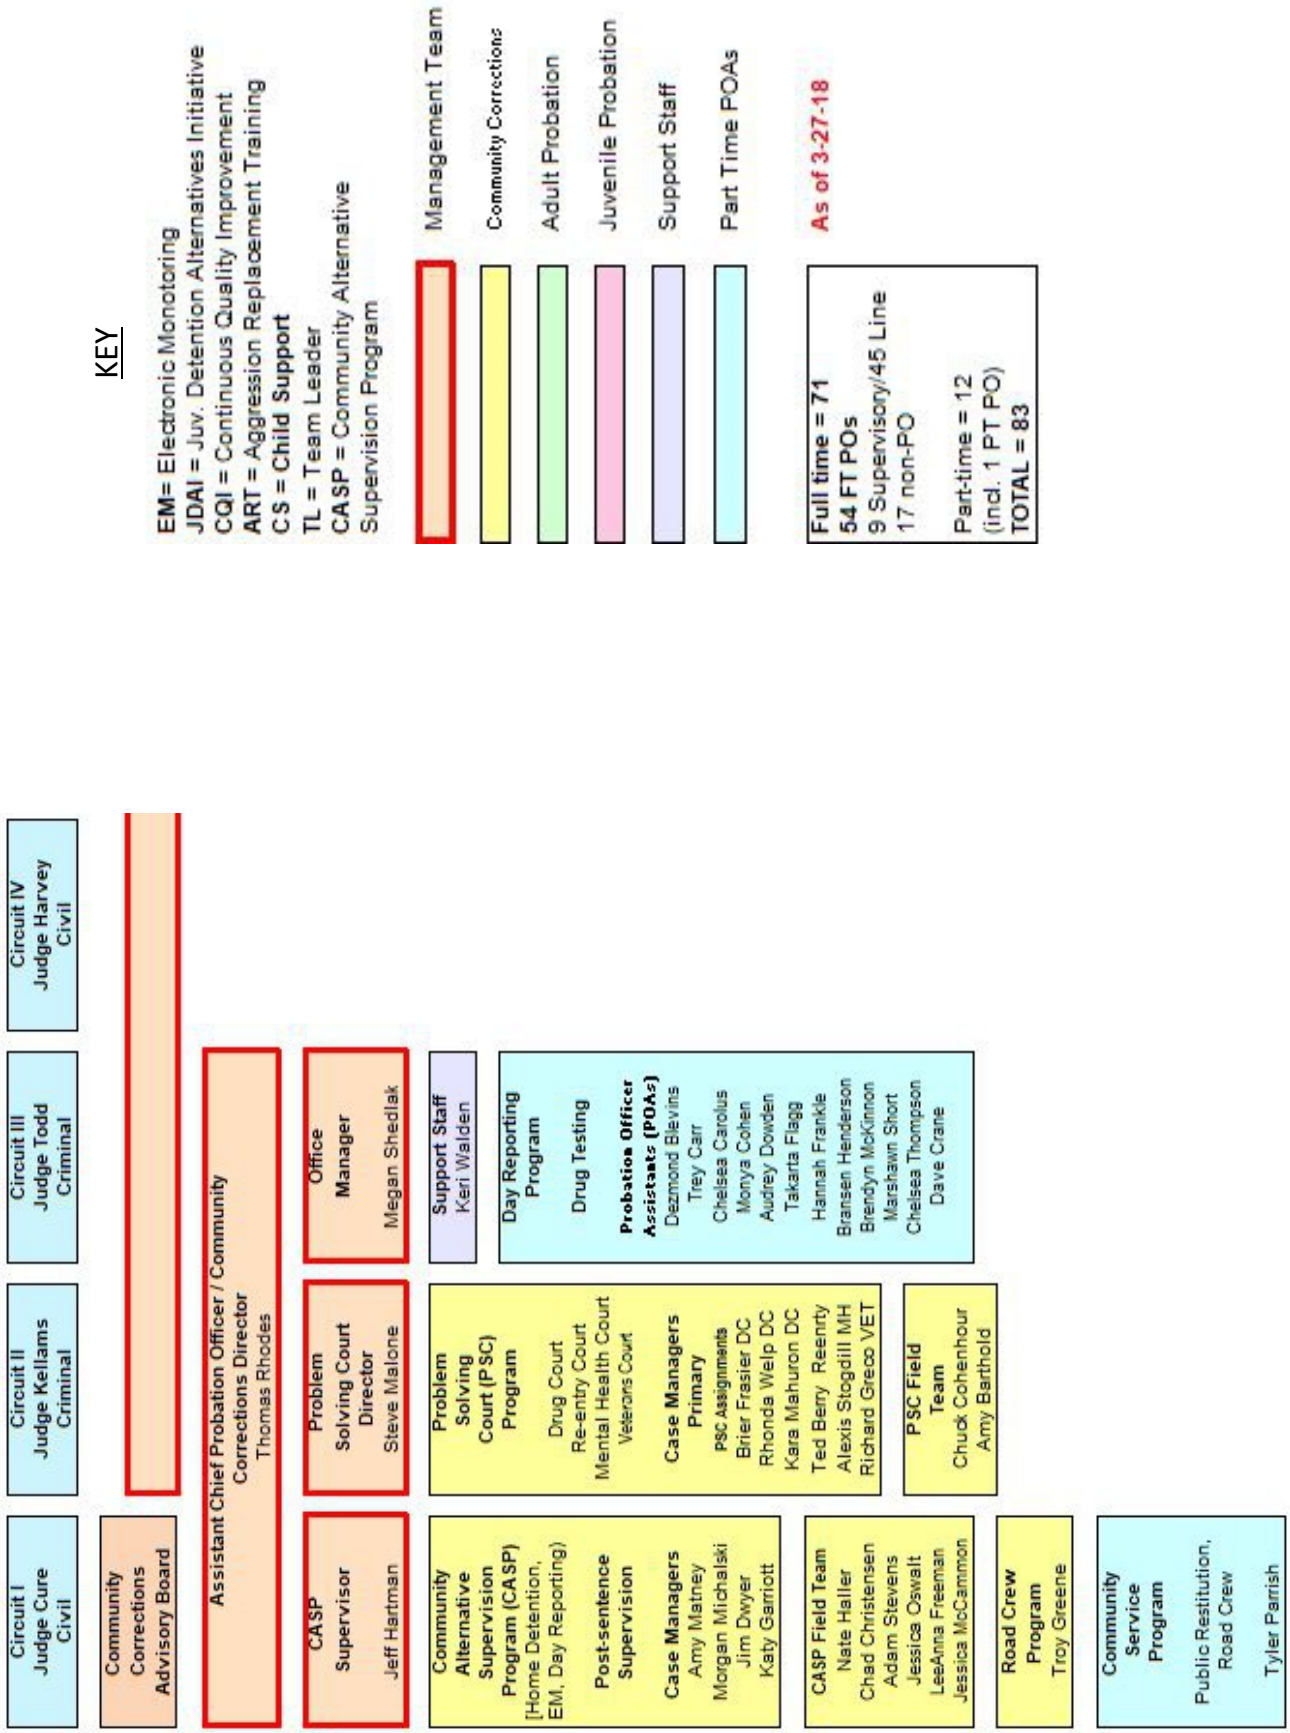 KEY
EM= Electronic Monotoring
JDAI = Juv. Detention Alternatives Initiative
CQI = Continuous Quality Improvement
ART = Aggression Replacement Training
CS = Child Support
TL = Team Leader
CASP = Community Alternative
Supervision Program
Management Team
Community Corrections
Adult Probation
Juvenile Probation
Support Staff
Part Time POAs
Full time = 71
54 FT POs
9 Supervisory/45 Line
17 non-PO
Part-time = 12
(incl. 1 PT PO)
TOTAL = 83
As of 3-27-18
Circuit I
Judge Cure
Civil
Circuit II
Judge Kellams
Criminal
Circuit III
Judge Todd
Criminal
Circuit IV
Judge Harvey
Civil
Community
Corrections
Advisory Board
Assistant Chief Probation Officer / Community
Corrections Director
Thomas Rhodes
CASP
Supervisor
Jeff Hartman
Problem
Solving Court
Director
Steve Malone
Office
Manager
Megan Shedlak
Community
Alternative
Supervision
Program (CASP)
[Home Detention,
EM, Day Reporting)
Post-sentence
Supervision
Case Managers
Amy Matney
Morgan Michalski
Jim Dwyer
Katy Garriott
CASP Field Team
Nate Haller
Chad Christensen
Adam Stevens
Jessica Oswalt
LeeAnna Freeman
Jessica McCammon
Road Crew
Program
Troy Greene
Community
Service
Program
Public Restitution,
Road Crew
Tyler Parrish
Problem
Solving
Court (PSC)
Program
Drug Court
Re-entry Court
Mental Health Court
Veterans Court
Case Managers
Primary
PSC Assignments
Brier Frasier DC
Rhonda Welp DC
Kara Mahuron DC
Ted Berry Reenrty
Alexis Stogdill MH
Richard Greco VET
PSC Field
Team
Chuck Cohenhour
Amy Barthold
Support Staff
Keri Walden
Day Reporting
Program
Drug Testing
Probation Officer
Assistants (POAs)
Dezmond Blevins
Trey Carr
Chelsea Carolus
Monya Cohen
Audrey Dowden
Takarta Flagg
Hannah Frankle
Bransen Henderson
Brendyn McKinnon
Marshawn Short
Chelsea Thompson
Dave Crane